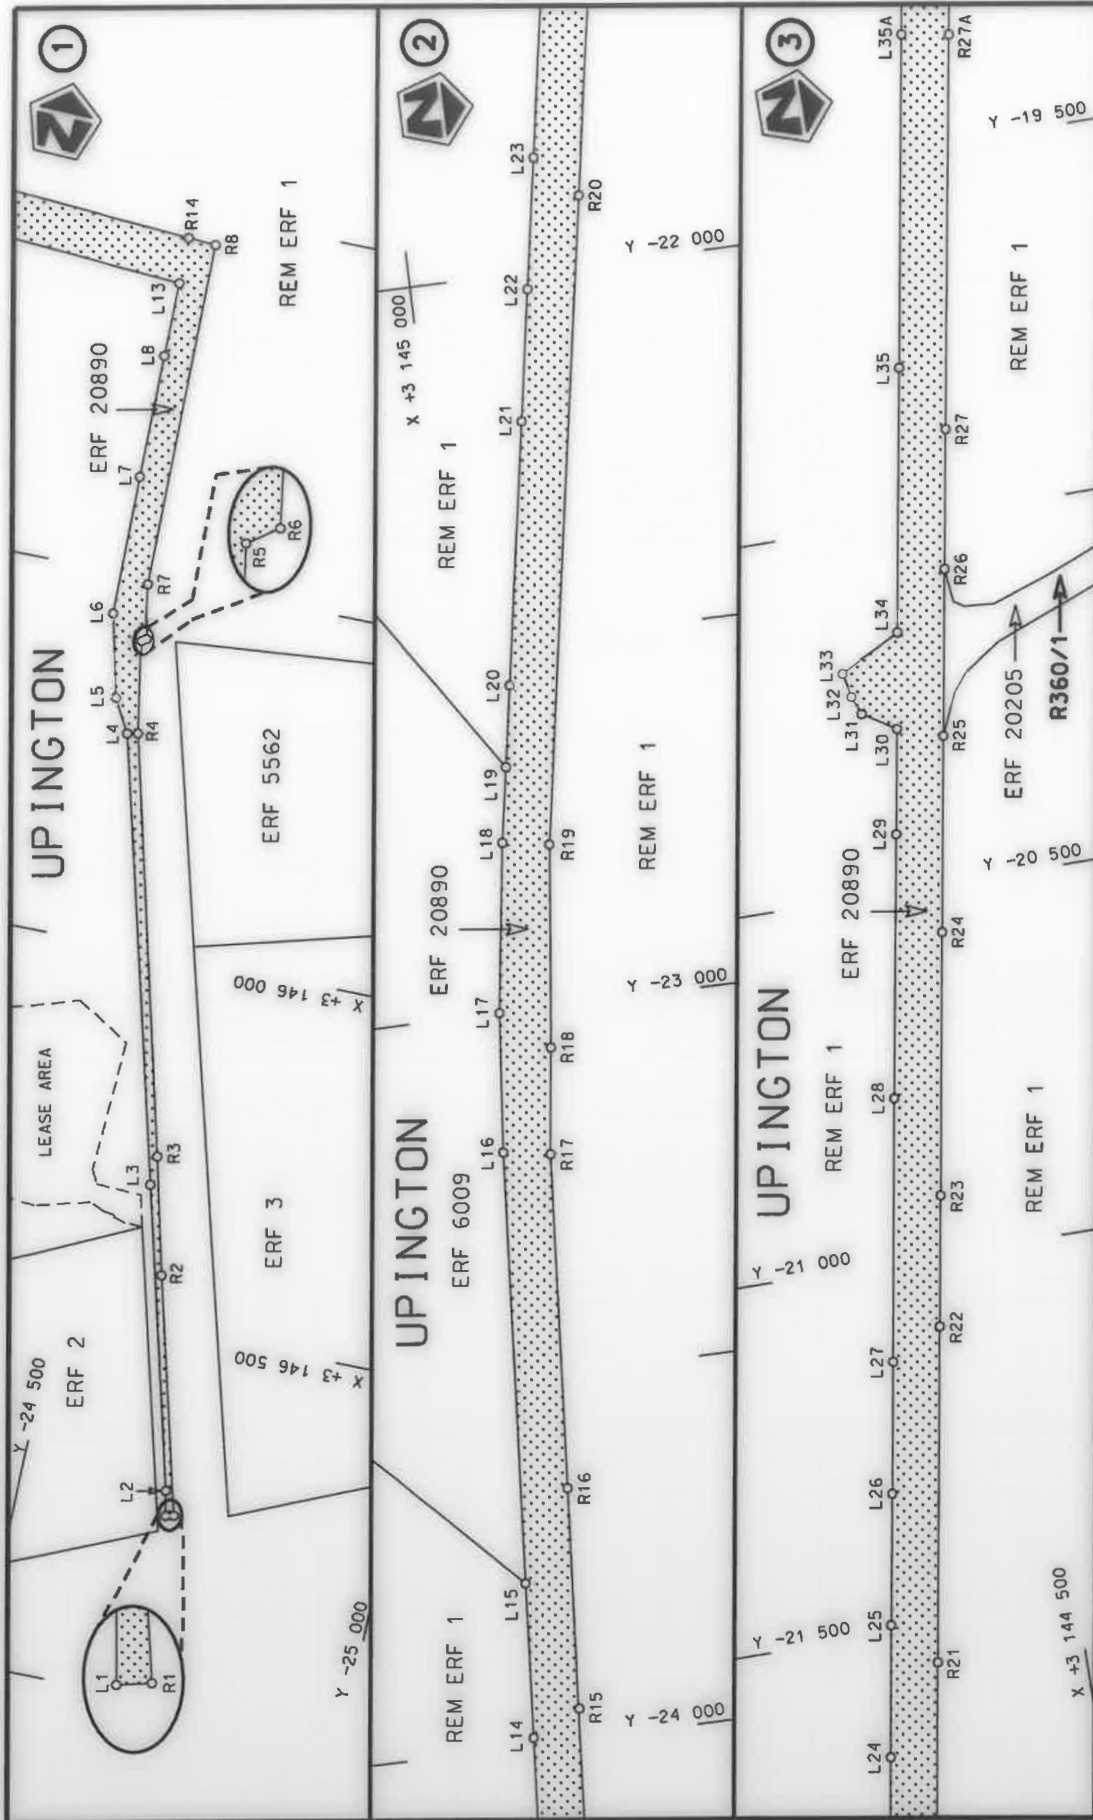 1
N
UPINGTON
Y -24 500
ERF 2
LEASE AREA
ERF 20890
L1
R1
L2
R2
L3
R3
L4
R4
L5
L6
R5
R6
R7
L7
L8
L13
R14
R8
REM ERF 1
ERF 5562
ERF 3
X +3 146 000
X +3 146 500
Y -25 000
2
N
UPINGTON
REM ERF 1
L14
R15
L15
R16
ERF 6009
L16
R17
L17
R18
ERF 20890
L18
R19
L19
L20
REM ERF 1
L21
X +3 145 000
L22
L23
R20
Y -24 000
Y -23 000
REM ERF 1
Y -22 000
3
N
UPINGTON
Y -21 500
Y -21 000
REM ERF 1
ERF 20890
L24
L25
R21
L26
L27
R22
R23
L28
R24
L29
L30
L31
L32
L33
L34
R25
R26
L35
R27
L35A
R27A
X +3 144 500
REM ERF 1
Y -20 500
ERF 20205
R360/1
REM ERF 1
Y -19 500